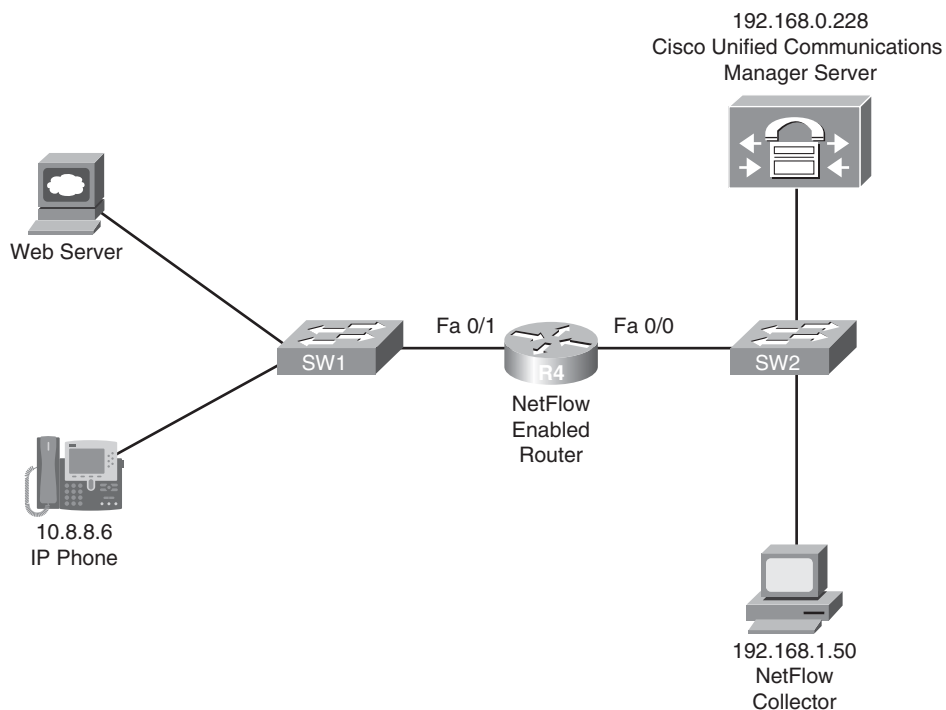 192.168.0.228
Cisco Unified Communications
Manager Server
Web Server
SW1
Fa 0/1
R4
Fa 0/0
SW2
NetFlow
Enabled
Router
10.8.8.6
IP Phone
192.168.1.50
NetFlow
Collector